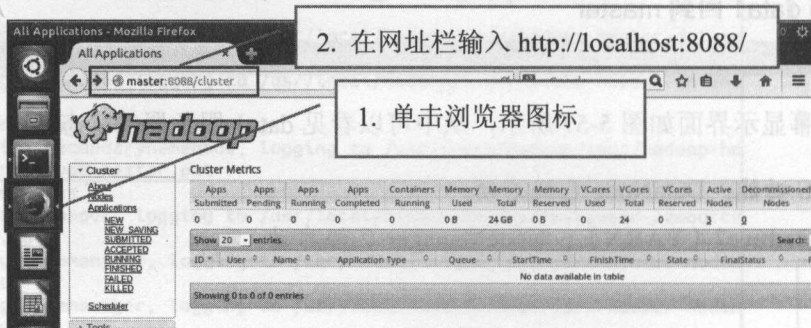 All Applications - Mozilla Firefox
All Applications
2. 在网址栏输入 http://localhost:8088/
master:8088/cluster
1. 单击浏览器图标
hadoop
Cluster
About
Nodes
Applications
NEW
NEW_SAVING
SUBMITTED
ACCEPTED
RUNNING
FINISHED
FAILED
KILLED
Scheduler
Tools
Cluster Metrics
Apps Submitted Apps Pending Apps Running Apps Completed Containers Running Memory Used Memory Total Memory Reserved VCores Used VCores Total VCores Reserved Active Nodes Decommissioned Nodes
0 0 0 0 0 B 24 GB 0 B 0 24 0 3 0
Show 20 entries Search:
ID User Name Application Type Queue StartTime FinishTime State FinalStatus
No data available in table
Showing 0 to 0 of 0 entries